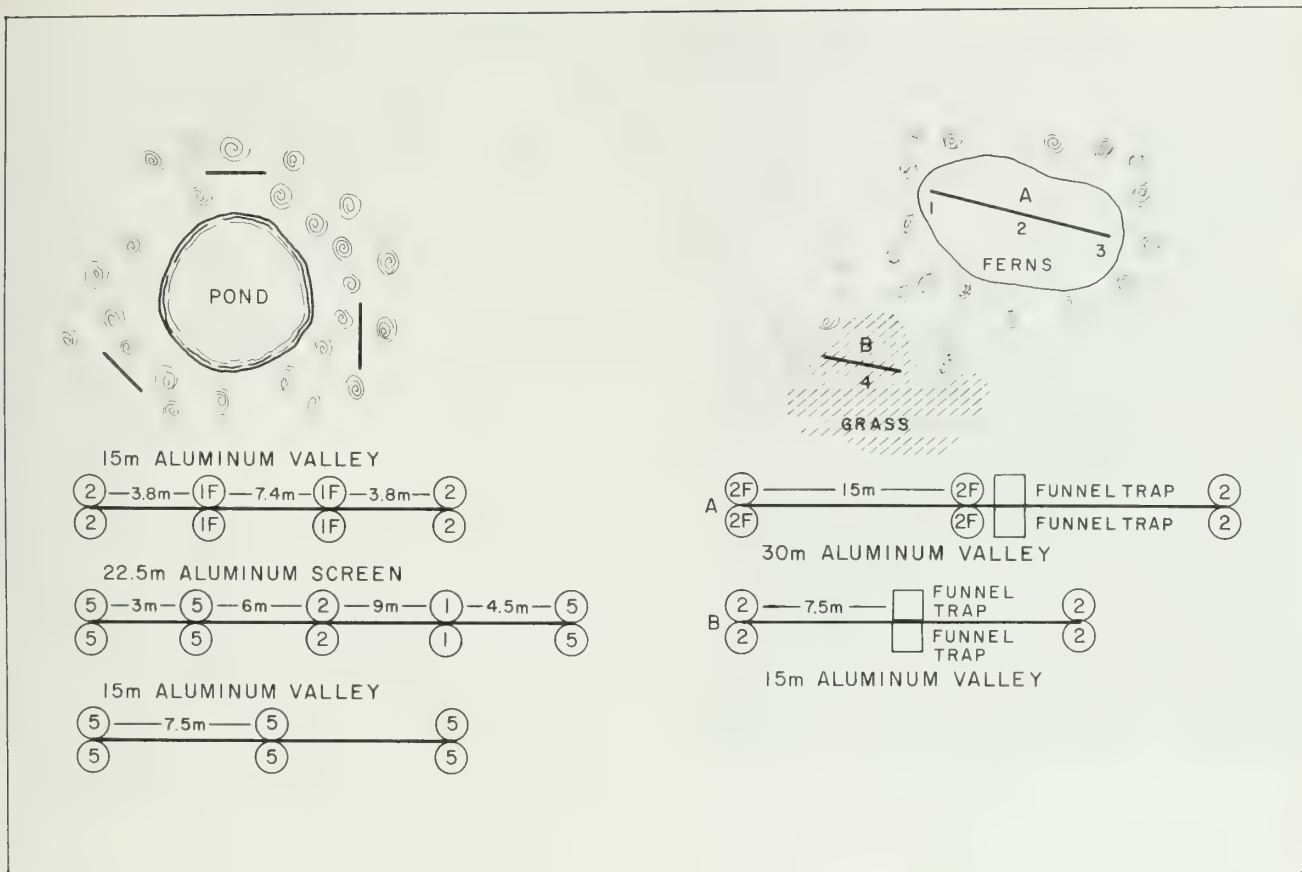 POND
15m ALUMINUM VALLEY
2 3.8m 1F 7.4m 1F 3.8m 2
2 1F 1F 2
22.5m ALUMINUM SCREEN
5 3m 5 6m 2 9m 1 4.5m 5
5 5 2 1 5
15m ALUMINUM VALLEY
5 7.5m 5 5
5 5 5
A
1
2
3
FERNS
B
4
GRASS
2F 15m 2F FUNNEL TRAP 2
A
2F 2F FUNNEL TRAP 2
30m ALUMINUM VALLEY
2 7.5m FUNNEL 2
TRAP
B
2 FUNNEL 2
TRAP
15m ALUMINUM VALLEY